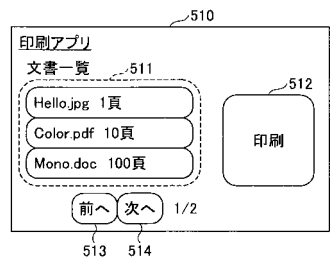 510
印刷アプリ
文書一覧
511
512
Hello.jpg 1頁
Color.pdf 10頁
Mono.doc 100頁
印刷
前へ 次へ 1/2
513 514